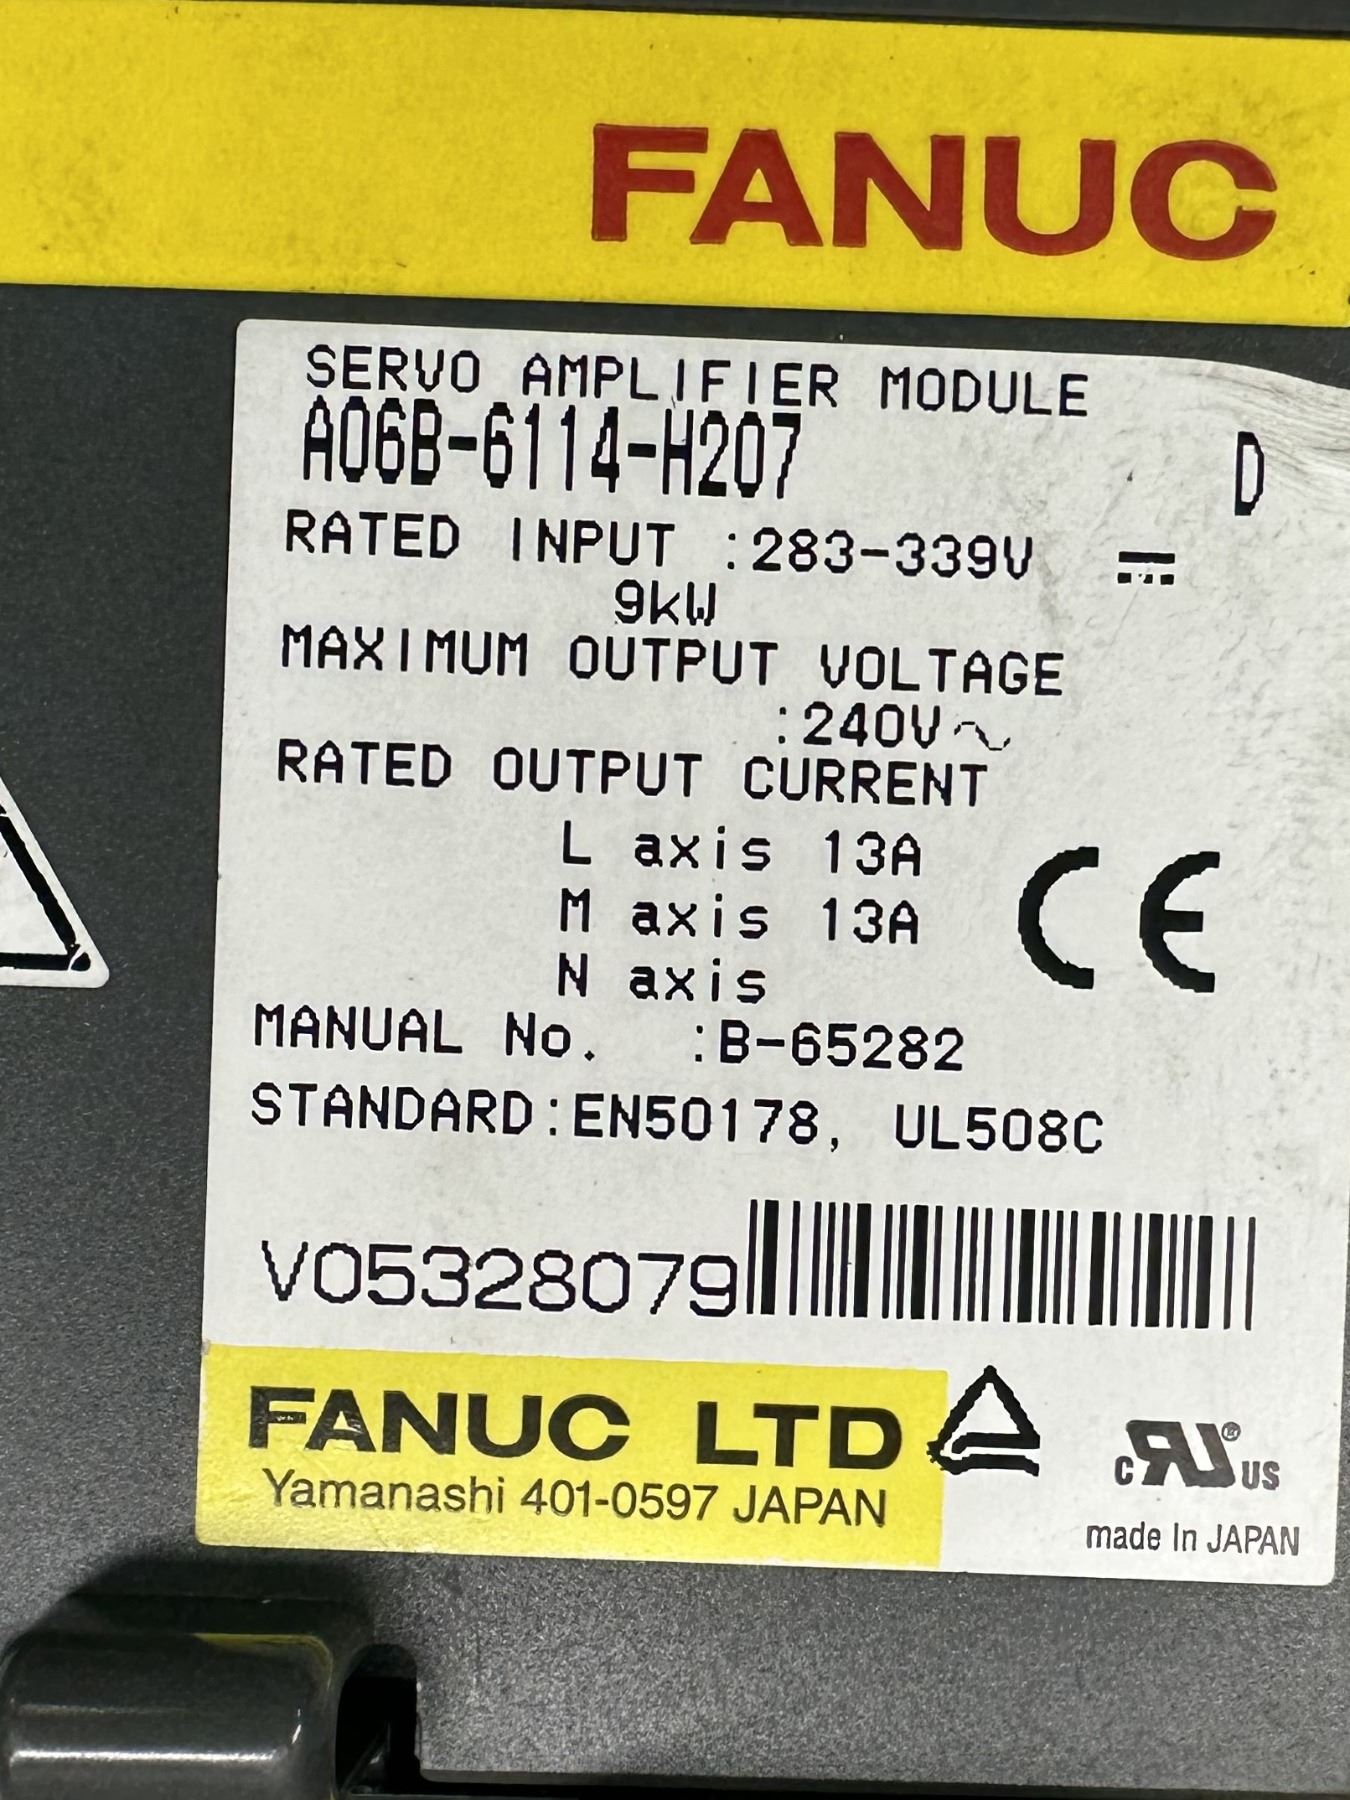 FANUC
SERVO AMPLIFIER MODULE
A06B-6114-H207 D
RATED INPUT :283-339V ⎓
9kW
MAXIMUM OUTPUT VOLTAGE
:240V~
RATED OUTPUT CURRENT
L axis 13A
M axis 13A
N axis
CE
MANUAL No. :B-65282
STANDARD:EN50178, UL508C
V05328079
FANUC LTD
Yamanashi 401-0597 JAPAN
c RU ® US
made In JAPAN